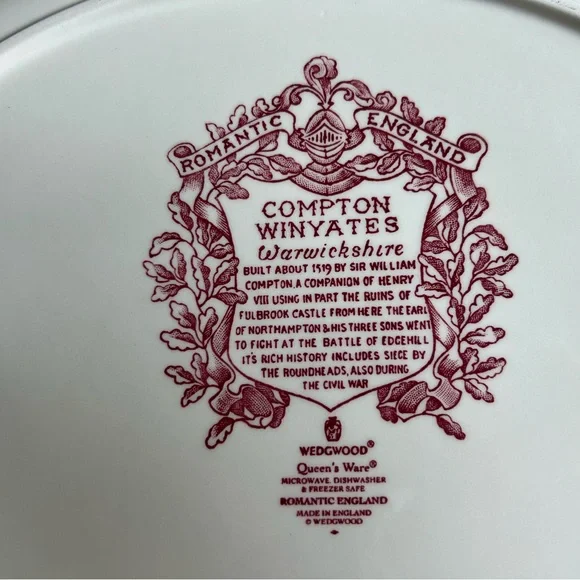 ROMANTIC ENGLAND
COMPTON
WINYATES
Warwickshire
BUILT ABOUT 1519 BY SIR WILLIAM
COMPTON. A COMPANION OF HENRY
VIII USING IN PART THE RUINS OF
FULBROOK CASTLE FROM HERE THE EARL
OF NORTHAMPTON & HIS THREE SONS WENT
TO FIGHT AT THE BATTLE OF EDGEHILL
IT'S RICH HISTORY INCLUDES SIEGE BY
THE ROUNDHEADS, ALSO DURING
THE CIVIL WAR
WEDGWOOD®
Queen's Ware®
MICROWAVE, DISHWASHER
& FREEZER SAFE
ROMANTIC ENGLAND
MADE IN ENGLAND
© WEDGWOOD